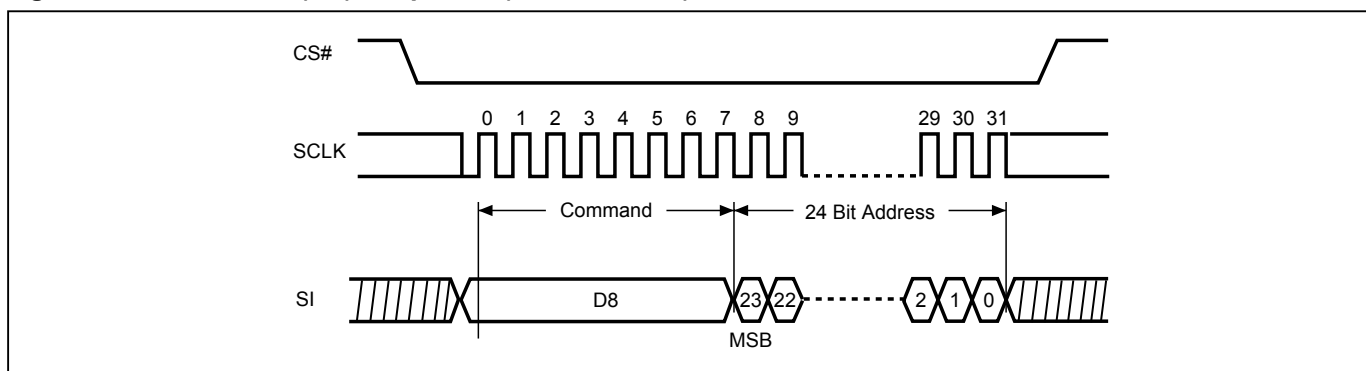 CS#
0 1 2 3 4 5 6 7 8 9 29 30 31
SCLK
Command 24 Bit Address
SI D8 23 22 2 1 0
MSB